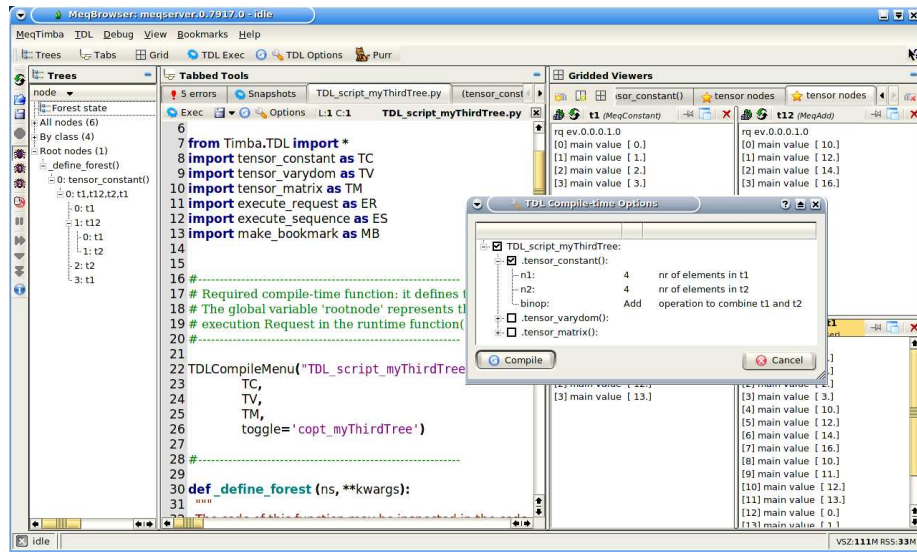 MeqBrowser: meqserver.0.7917.0 - idle
MeqTimba TDL Debug View Bookmarks Help
Trees Tabs Grid TDL Exec TDL Options Purr
Trees
node
Forest state
All nodes (6)
By class (4)
Root nodes (1)
_define_forest()
0: tensor_constant()
0: t1,t12,t2,t1
0: t1
1: t12
0: t1
1: t2
2: t2
3: t1
Tabbed Tools
5 errors Snapshots TDL_script_myThirdTree.py (tensor_const
Exec Options L:1 C:1 TDL_script_myThirdTree.py
6
7 from Timba.TDL import *
8 import tensor_constant as TC
9 import tensor_varydom as TV
10 import tensor_matrix as TM
11 import execute_request as ER
12 import execute_sequence as ES
13 import make_bookmark as MB
14
15
16 #--------------------------------------------------------
17 # Required compile-time function: it defines t
18 # The global variable 'rootnode' represents th
19 # execution Request in the runtime function(
20 #--------------------------------------------------------
21
22 TDLCompileMenu("TDL_script_myThirdTree
23 TC,
24 TV,
25 TM,
26 toggle='copt_myThirdTree')
27
28 #--------------------------------------------------------
29
30 def _define_forest (ns, **kwargs):
31 """
Gridded Viewers
sor_constant() tensor nodes tensor nodes
t1 (MeqConstant)
rq ev.0.0.0.1.0
[0] main value [ 0.]
[1] main value [ 1.]
[2] main value [ 2.]
[3] main value [ 3.]
t12 (MeqAdd)
rq ev.0.0.0.1.0
[0] main value [ 10.]
[1] main value [ 12.]
[2] main value [ 14.]
[3] main value [ 16.]
TDL Compile-time Options
TDL_script_myThirdTree:
.tensor_constant():
n1: 4 nr of elements in t1
n2: 4 nr of elements in t2
binop: Add operation to combine t1 and t2
.tensor_varydom():
.tensor_matrix():
Compile Cancel
[2] main value [ 12.]
[3] main value [ 13.]
t1
[2] main value [ 2.]
[3] main value [ 3.]
[4] main value [ 10.]
[5] main value [ 12.]
[6] main value [ 14.]
[7] main value [ 16.]
[8] main value [ 10.]
[9] main value [ 11.]
[10] main value [ 12.]
[11] main value [ 13.]
[12] main value [ 0.]
[13] main value [ 1.]
idle
VSZ:111M RSS:33M